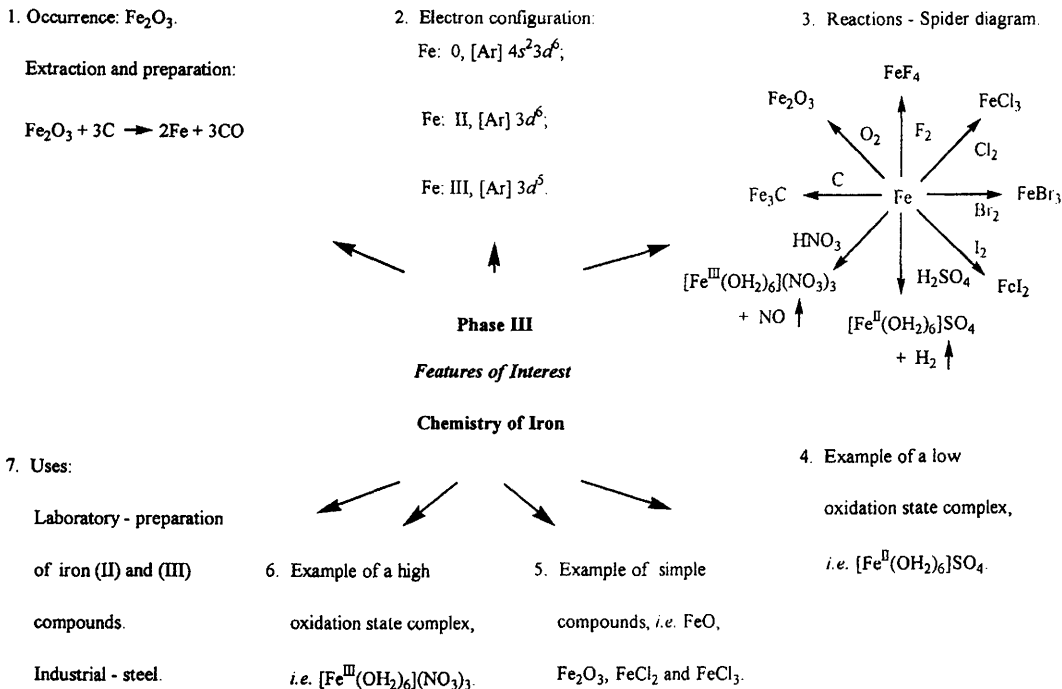 1. Occurrence: Fe₂O₃.
Extraction and preparation:
Fe₂O₃ + 3C → 2Fe + 3CO
2. Electron configuration:
Fe: 0, [Ar] 4s²3d⁶;
Fe: II, [Ar] 3d⁶;
Fe: III, [Ar] 3d⁵.
3. Reactions - Spider diagram.
FeF₄
Fe₂O₃
FeCl₃
O₂
F₂
Cl₂
Fe₃C
C
Fe
Br₂
FeBr₃
HNO₃
I₂
[Feᴵᴵᴵ(OH₂)₆](NO₃)₃
+ NO ↑
H₂SO₄
FeI₂
[Feᴵᴵ(OH₂)₆]SO₄
+ H₂ ↑
Phase III
Features of Interest
Chemistry of Iron
4. Example of a low
oxidation state complex,
i.e. [Feᴵᴵ(OH₂)₆]SO₄.
5. Example of simple
compounds, i.e. FeO,
Fe₂O₃, FeCl₂ and FeCl₃.
6. Example of a high
oxidation state complex,
i.e. [Feᴵᴵᴵ(OH₂)₆](NO₃)₃.
7. Uses:
Laboratory - preparation
of iron (II) and (III)
compounds.
Industrial - steel.